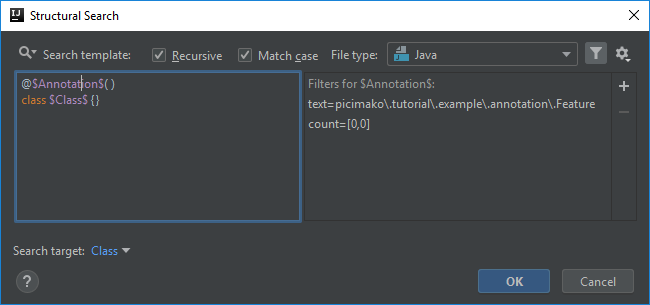 IJ Structural Search
Search template: Recursive Match case File type: Java
@$Annotation$( )
class $Class$ {}
Filters for $Annotation$:
text=picimako\.tutorial\.example\.annotation\.Feature
count=[0,0]
Search target: Class
? OK Cancel